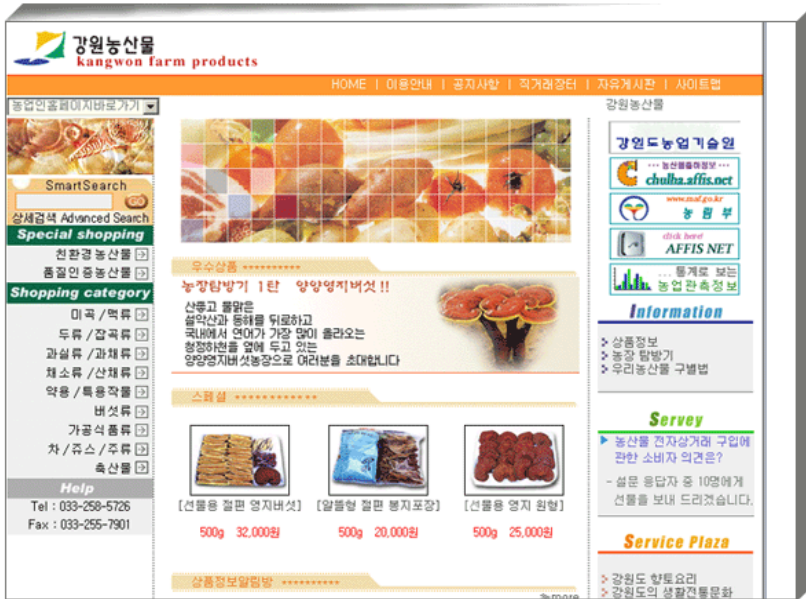 강원농산물
kangwon farm products
HOME | 이용안내 | 공지사항 | 직거래장터 | 자유게시판 | 사이트맵
농업인홈페이지바로가기
SmartSearch
GO
상세검색 Advanced Search
Special shopping
친환경농산물
품질인증농산물
Shopping category
미곡/맥류
두류/잡곡류
과실류/과채류
채소류/산채류
약용/특용작물
버섯류
가공식품류
차/쥬스/주류
축산물
Help
Tel : 033-258-5726
Fax : 033-255-7901
우수상품 **********
농장탐방기 1탄 양양영지버섯!!
산좋고 물맑은
설악산과 동해를 뒤로하고
국내에서 연어가 가장 많이 올라오는
청정하천을 옆에 두고 있는
양양영지버섯농장으로 여러분을 초대합니다
스페셜 ************
[선물용 절편 영지버섯]
500g 32,000원
[알뜰형 절편 봉지포장]
500g 20,000원
[선물용 영지 원형]
500g 25,000원
상품정보알림방 **********
more
강원농산물
강원도농업기술원
--- 농산물출하정보 ---
chulha.affis.net
www.maf.go.kr
농림부
click here!
AFFIS NET
... 통계로 보는
농업관측정보
Information
상품정보
농장 탐방기
우리농산물 구별법
Servey
농산물 전자상거래 구입에
관한 소비자 의견은?
- 설문 응답자 중 10명에게
선물을 보내 드리겠습니다.
Service Plaza
강원도 향토요리
강원도의 생활전통문화